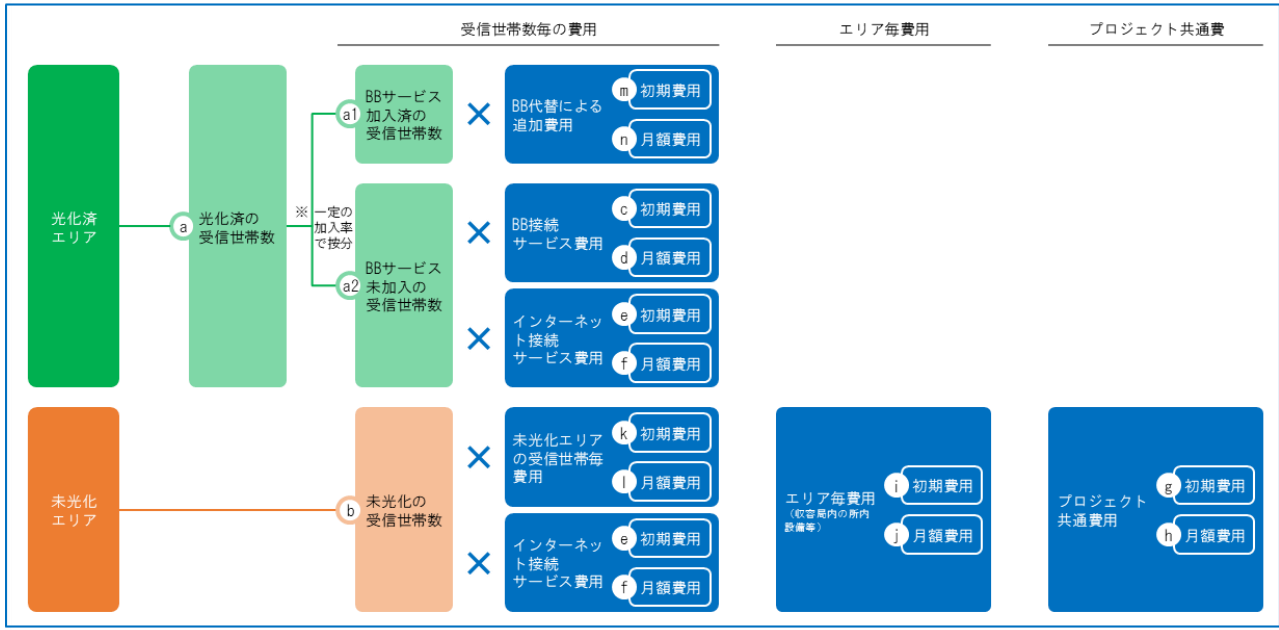 受信世帯数毎の費用
エリア毎費用
プロジェクト共通費
光化済
エリア
a
光化済の
受信世帯数
※ 一定の
加入率
で按分
a1
BBサービス
加入済の
受信世帯数
×
BB代替による
追加費用
m 初期費用
n 月額費用
a2
BBサービス
未加入の
受信世帯数
×
BB接続
サービス費用
c 初期費用
d 月額費用
×
インターネッ
ト接続
サービス費用
e 初期費用
f 月額費用
未光化
エリア
b
未光化の
受信世帯数
×
未光化エリア
の受信世帯毎
費用
k 初期費用
l 月額費用
×
インターネッ
ト接続
サービス費用
e 初期費用
f 月額費用
エリア毎費用
（収容局内の所内
設備等）
i 初期費用
j 月額費用
プロジェクト
共通費用
g 初期費用
h 月額費用